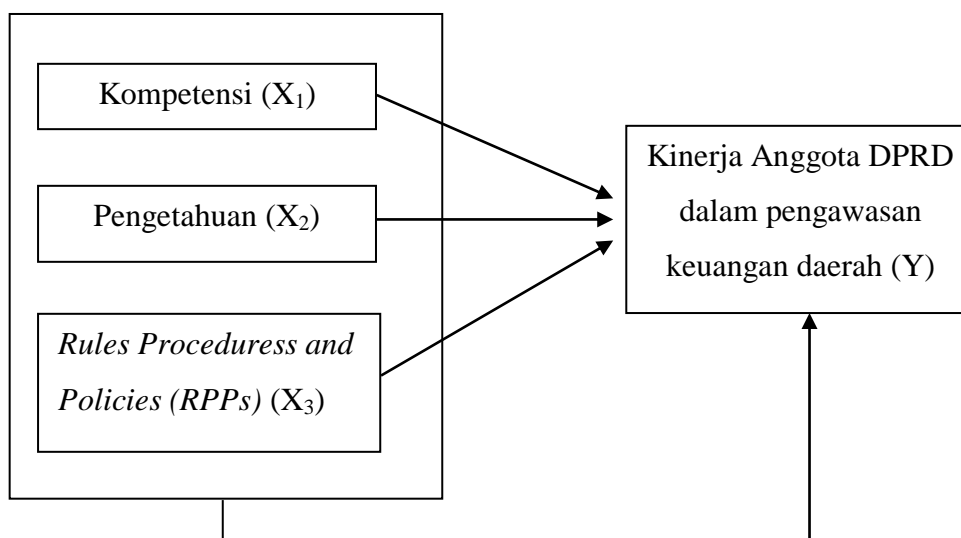 Kompetensi (X₁)
Pengetahuan (X₂)
Rules Proceduress and
Policies (RPPs) (X₃)
Kinerja Anggota DPRD
dalam pengawasan
keuangan daerah (Y)